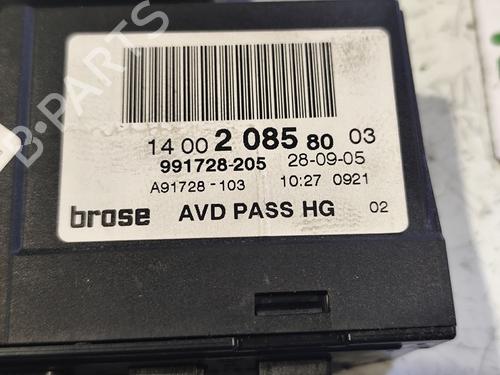 B-PARTS
14 00 2 085 80 03
991728-205 28-09-05
A91728-103 10:27 0921
brose AVD PASS HG 02